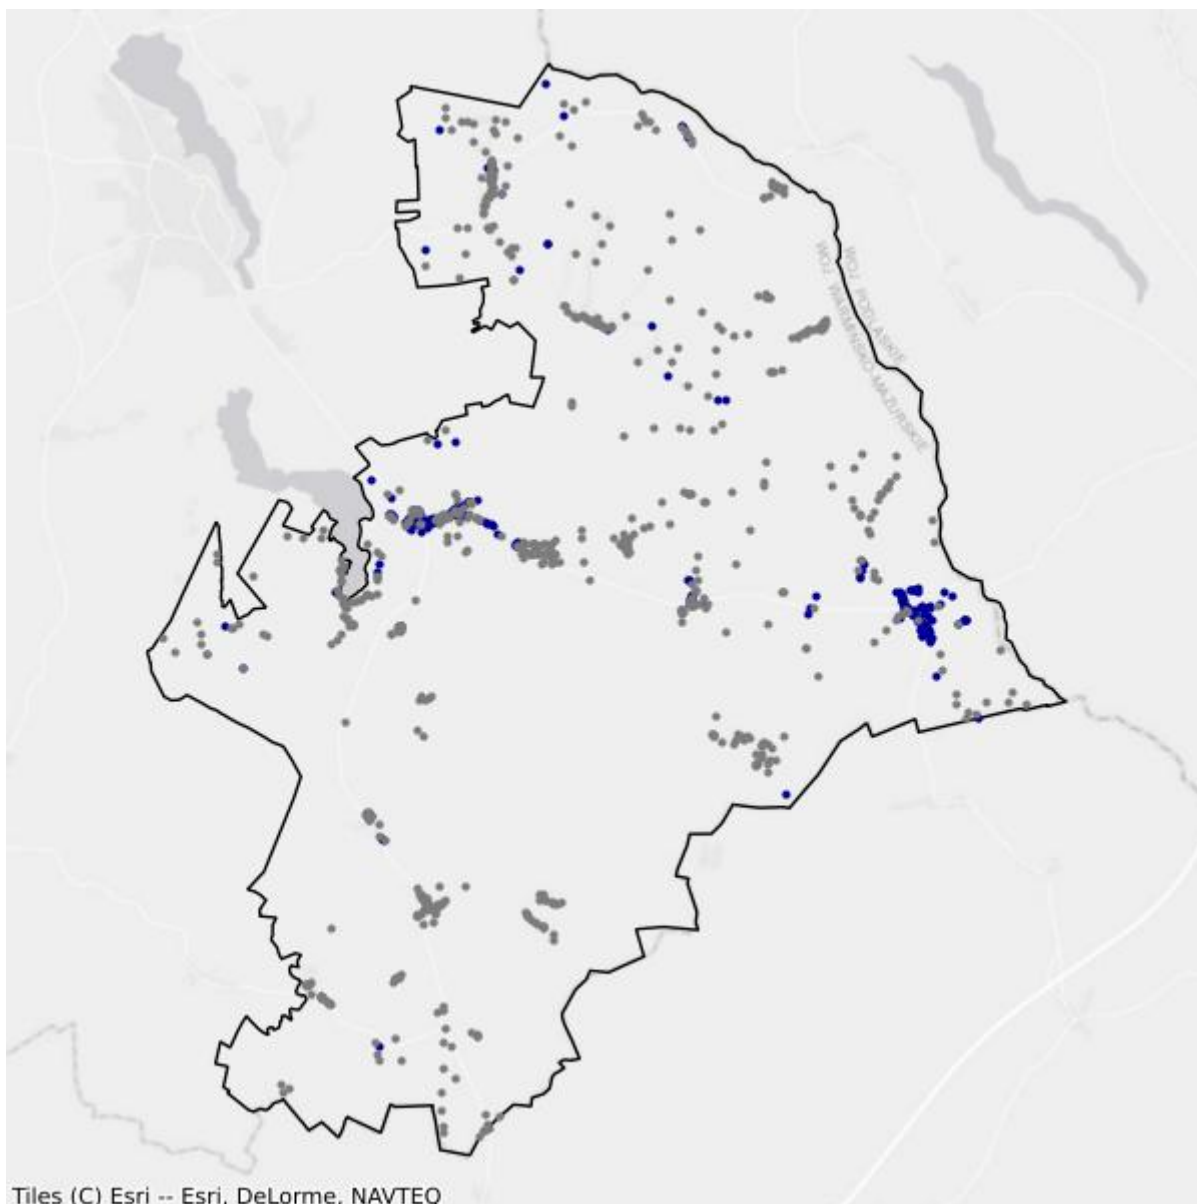 WOJ. PODLASKIE
WOJ. WARMIŃSKO-MAZURSKIE
Tiles (C) Esri -- Esri, DeLorme, NAVTEQ